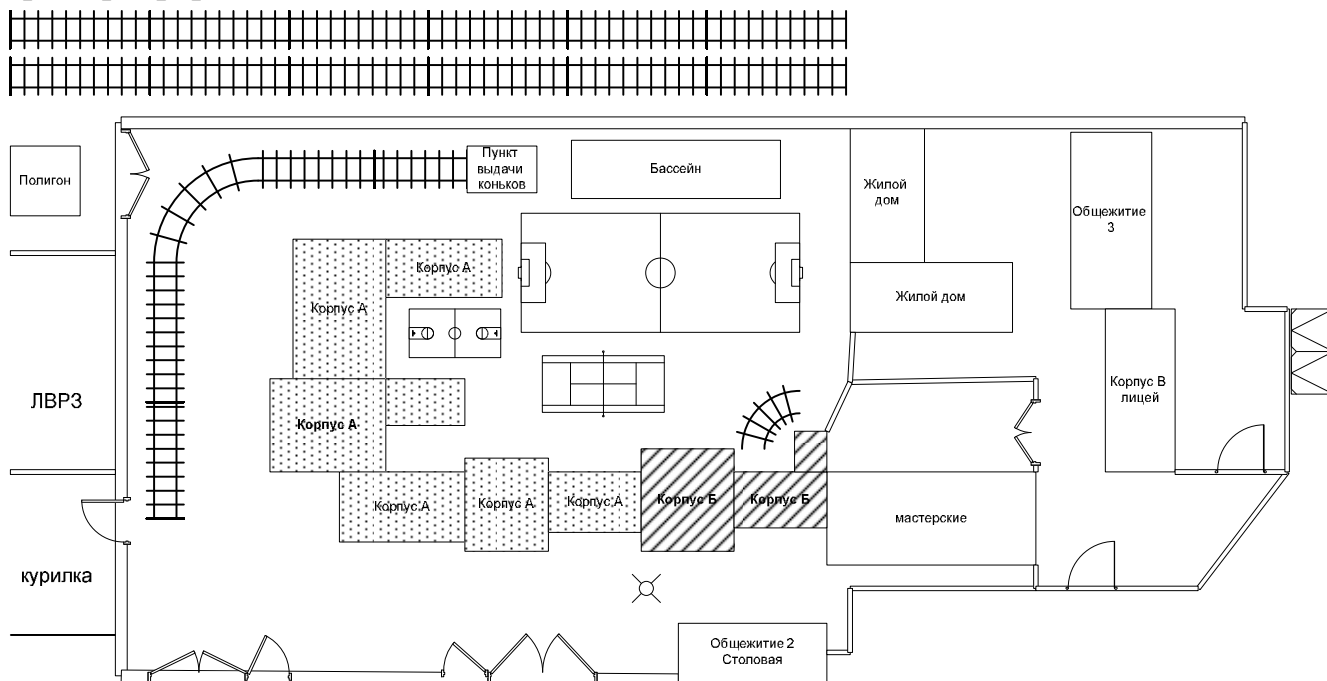 Пункт
выдачи
коньков
Бассейн
Полигон
Жилой
дом
Общежитие
3
Корпус А
Корпус А
Жилой дом
ЛВРЗ
Корпус В
лицей
Корпус А
Корпус А
Корпус А
Корпус А
Корпус Б
Корпус Б
мастерские
курилка
Общежитие 2
Столовая